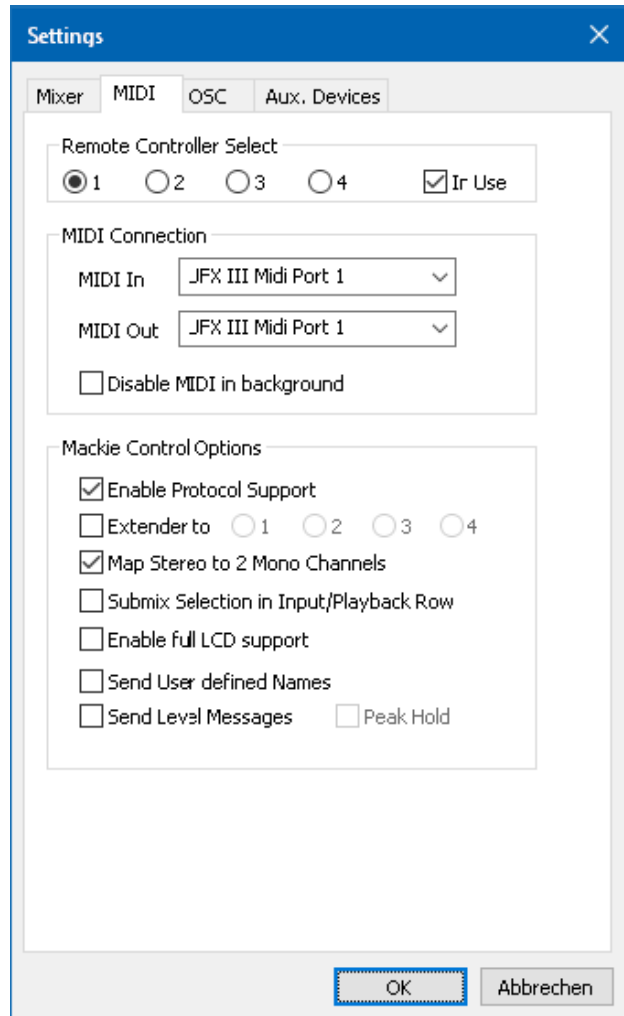 Settings
Mixer MIDI OSC Aux. Devices
Remote Controller Select
1 2 3 4 In Use
MIDI Connection
MIDI In UFX III Midi Port 1
MIDI Out UFX III Midi Port 1
Disable MIDI in background
Mackie Control Options
Enable Protocol Support
Extender to 1 2 3 4
Map Stereo to 2 Mono Channels
Submix Selection in Input/Playback Row
Enable full LCD support
Send User defined Names
Send Level Messages Peak Hold
OK Abbrechen